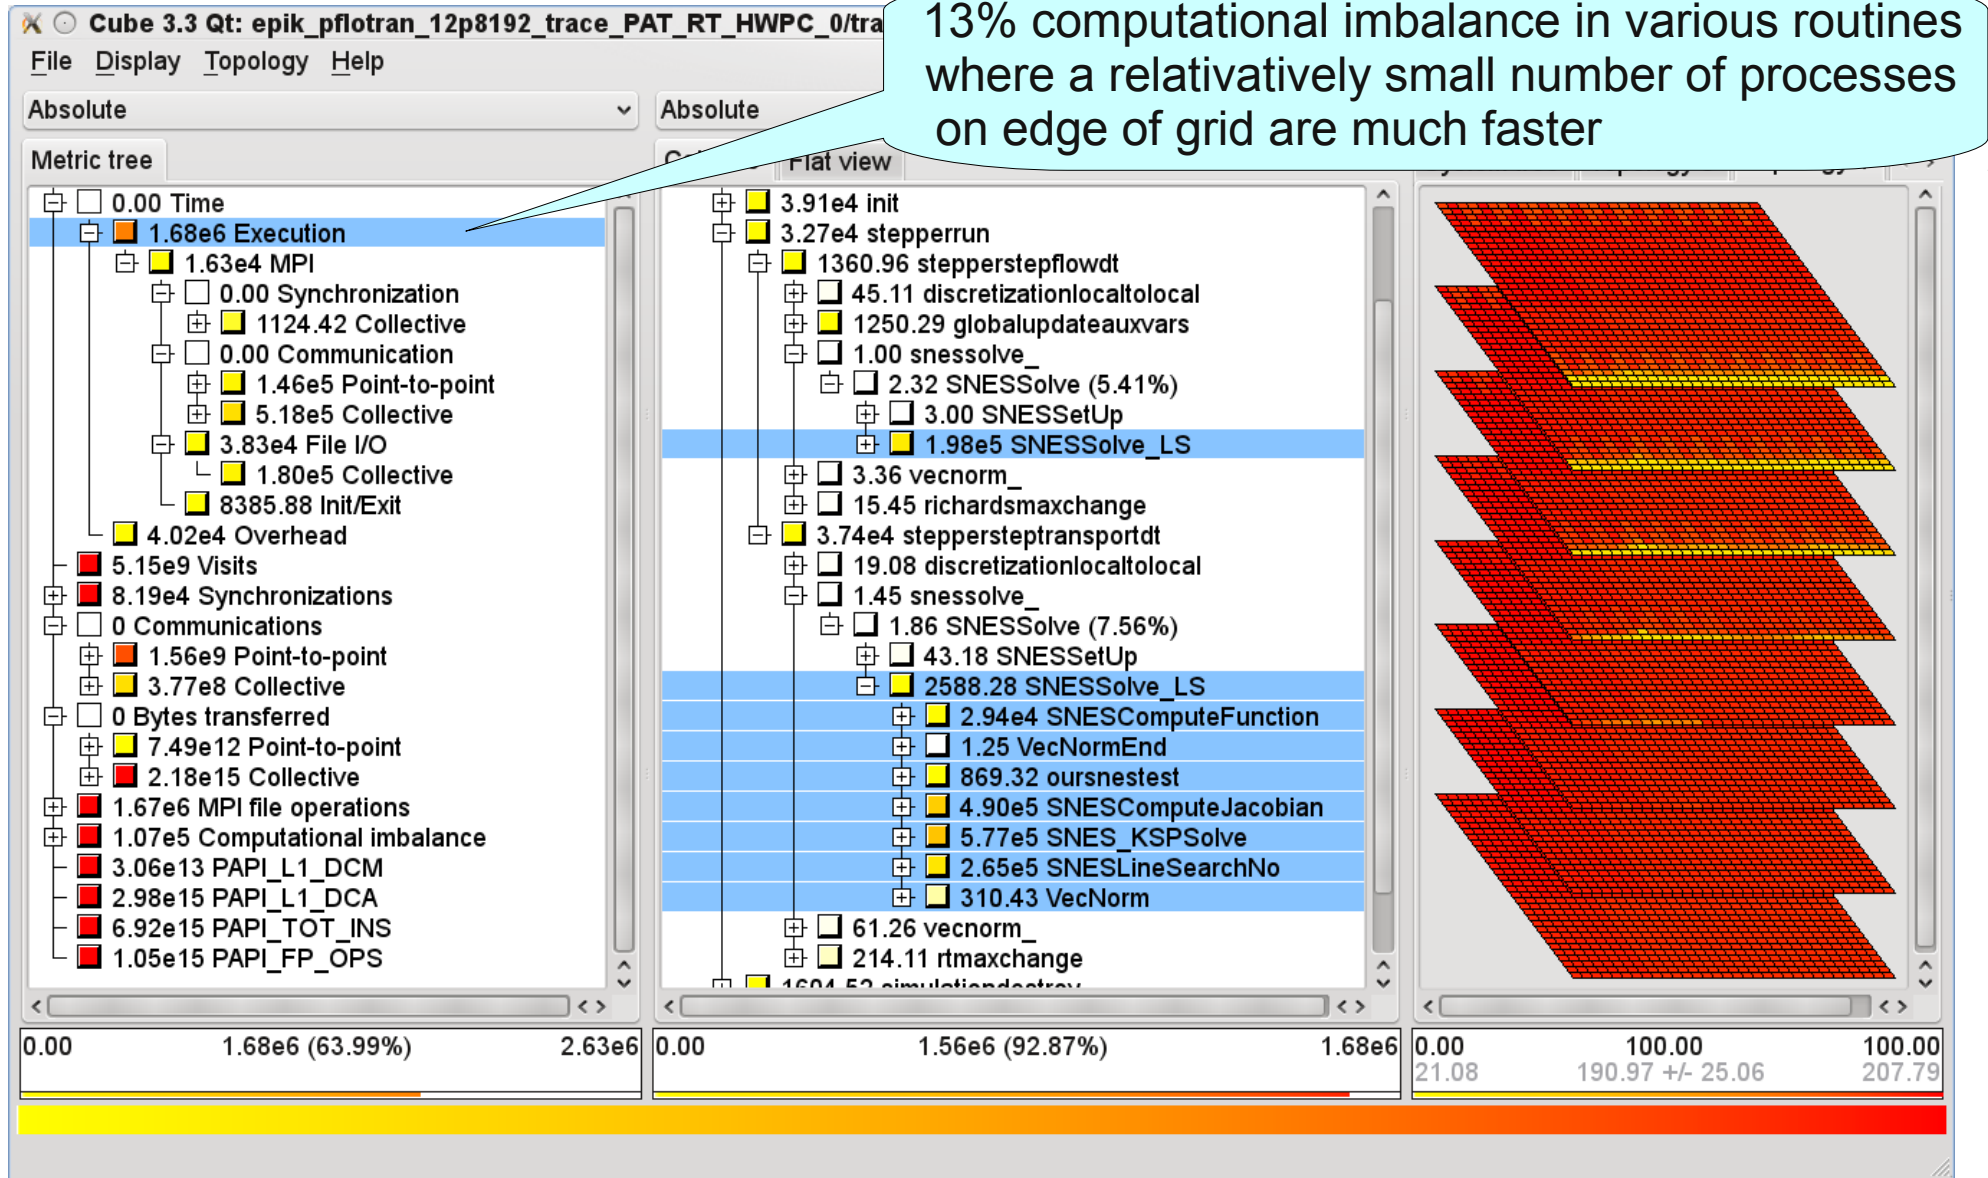 Cube 3.3 Qt: epik_pflotran_12p8192_trace_PAT_RT_HWPC_0/tra
13% computational imbalance in various routines
where a relativatively small number of processes
on edge of grid are much faster
File Display Topology Help
Absolute
Absolute
Metric tree
Flat view
0.00 Time
1.68e6 Execution
1.63e4 MPI
0.00 Synchronization
1124.42 Collective
0.00 Communication
1.46e5 Point-to-point
5.18e5 Collective
3.83e4 File I/O
1.80e5 Collective
8385.88 Init/Exit
4.02e4 Overhead
5.15e9 Visits
8.19e4 Synchronizations
0 Communications
1.56e9 Point-to-point
3.77e8 Collective
0 Bytes transferred
7.49e12 Point-to-point
2.18e15 Collective
1.67e6 MPI file operations
1.07e5 Computational imbalance
3.06e13 PAPI_L1_DCM
2.98e15 PAPI_L1_DCA
6.92e15 PAPI_TOT_INS
1.05e15 PAPI_FP_OPS
3.91e4 init
3.27e4 stepperrun
1360.96 stepperstepflowdt
45.11 discretizationlocaltolocal
1250.29 globalupdateauxvars
1.00 snessolve_
2.32 SNESSolve (5.41%)
3.00 SNESSetUp
1.98e5 SNESSolve_LS
3.36 vecnorm_
15.45 richardsmaxchange
3.74e4 steppersteptransportdt
19.08 discretizationlocaltolocal
1.45 snessolve_
1.86 SNESSolve (7.56%)
43.18 SNESSetUp
2588.28 SNESSolve_LS
2.94e4 SNESComputeFunction
1.25 VecNormEnd
869.32 oursnestest
4.90e5 SNESComputeJacobian
5.77e5 SNES_KSPSolve
2.65e5 SNESLineSearchNo
310.43 VecNorm
61.26 vecnorm_
214.11 rtmaxchange
1604.52 simulationdestroy
0.00 1.68e6 (63.99%) 2.63e6
0.00 1.56e6 (92.87%) 1.68e6
0.00 100.00 100.00
21.08 190.97 +/- 25.06 207.79